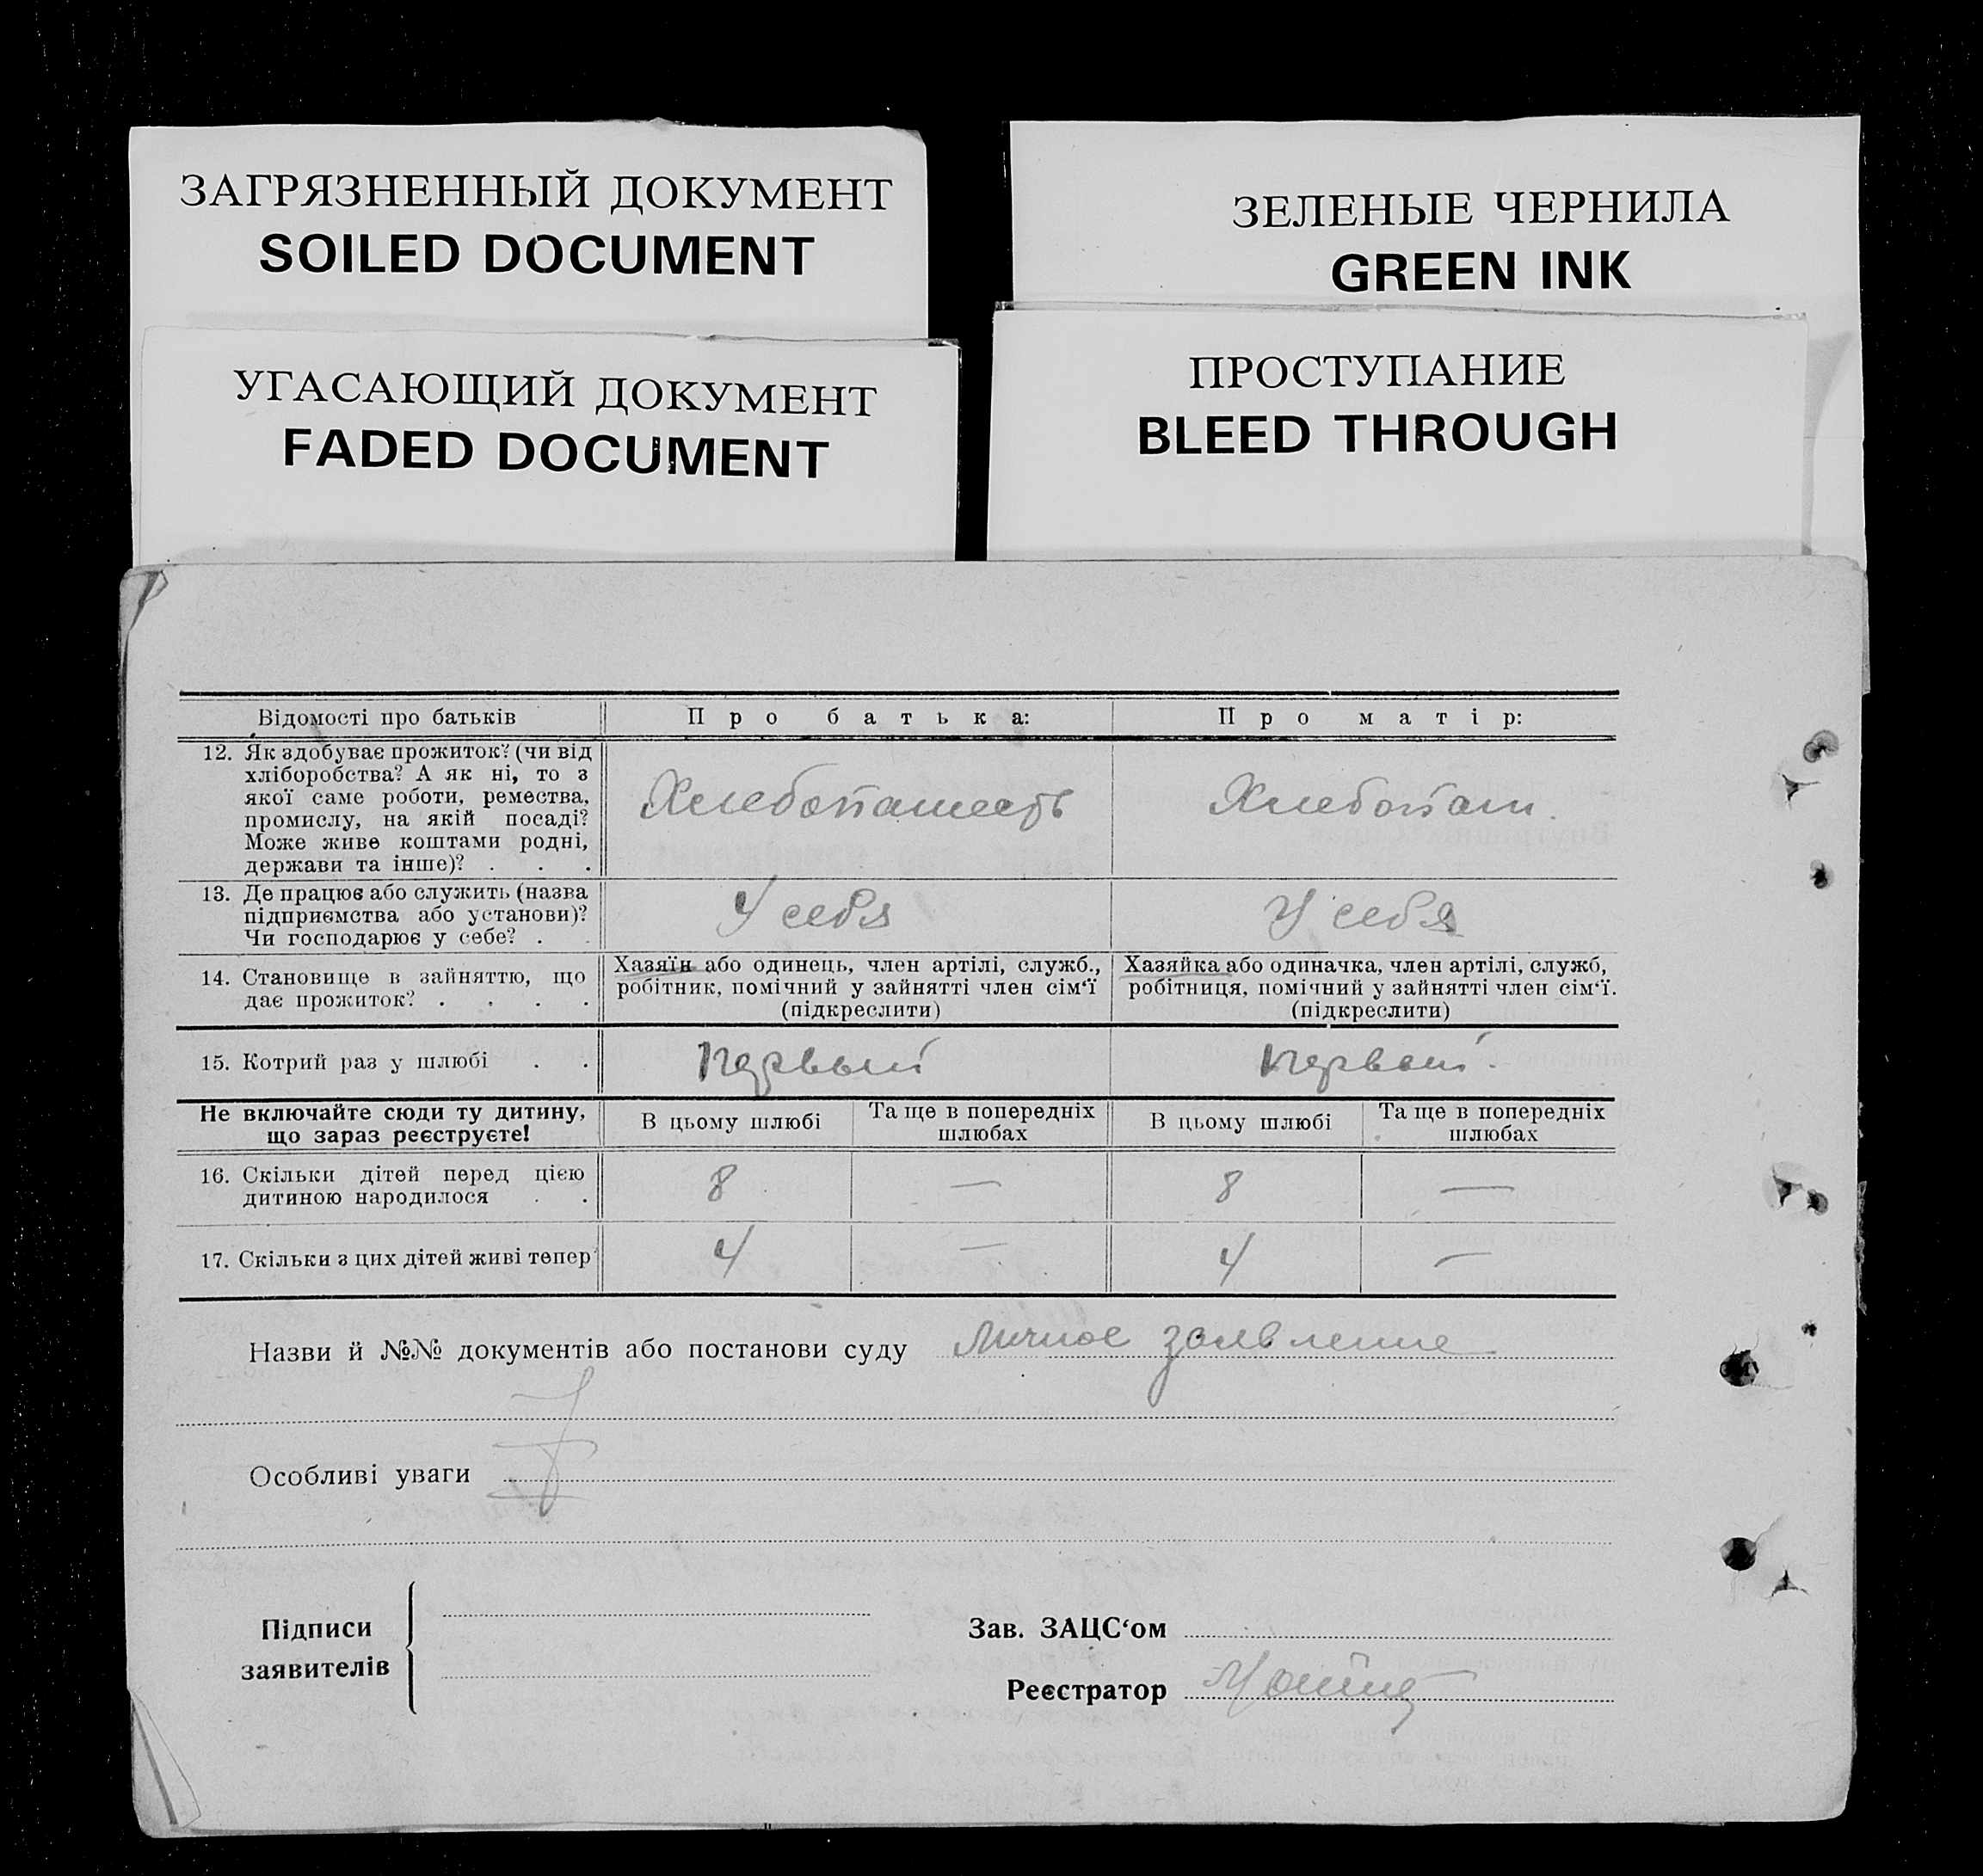 ЗАГРЯЗНЕННЫЙ ДОКУМЕНТ
SOILED DOCUMENT
ЗЕЛЕНЫЕ ЧЕРНИЛА
GREEN INK
УГАСАЮЩИЙ ДОКУМЕНТ
FADED DOCUMENT
ПРОСТУПАНИЕ
BLEED THROUGH
Відомості про батьків Про батька: Про матір:
12. Як здобуває прожиток? (чи від
хліборобства? А як ні, то з
якої саме роботи, ремества,
промислу, на якій посаді?
Може живе коштами родні,
держави та інше)? . . .
Хлебопашеств Хлебопаш.
13. Де працює або служить (назва
підприємства або установи)?
Чи господарює у себе? . .
У себя У себя
14. Становище в зайняттю, що
дає прожиток? . . . .
Хазяїн або одинець, член артілі, служб.,
робітник, помічний у зайнятті член сім‘ї
(підкреслити)
Хазяйка або одиначка, член артілі, служб,
робітниця, помічний у зайнятті член сім‘ї.
(підкреслити)
15. Котрий раз у шлюбі . . Первый Первый.
Не включайте сюди ту дитину,
що зараз реєструєте!
В цьому шлюбі Та ще в попередніх
шлюбах
В цьому шлюбі Та ще в попередніх
шлюбах
16. Скільки дітей перед цією
дитиною народилося . .
8 — 8 —
17. Скільки з цих дітей живі тепер 4 — 4 —
Назви й №№ документів або постанови суду Личное заявление
Особливі уваги
Підписи
заявителів
Зав. ЗАЦС‘ом
Реєстратор